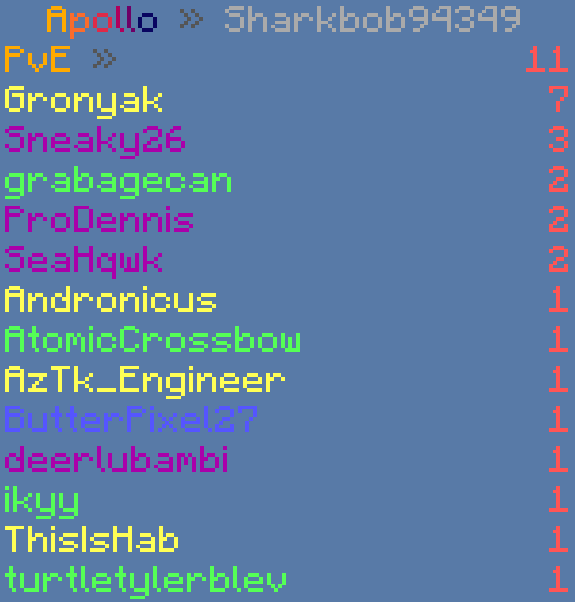 Apollo » Sharkbob94349
PvE » 11
Gronyak 7
Sneaky26 3
grabagecan 2
ProDennis 2
SeaHqwk 2
Andronicus 1
AtomicCrossbow 1
AzTk_Engineer 1
ButterPixel27 1
deerlubambi 1
ikyy 1
ThisIsHab 1
turtletylerblev 1